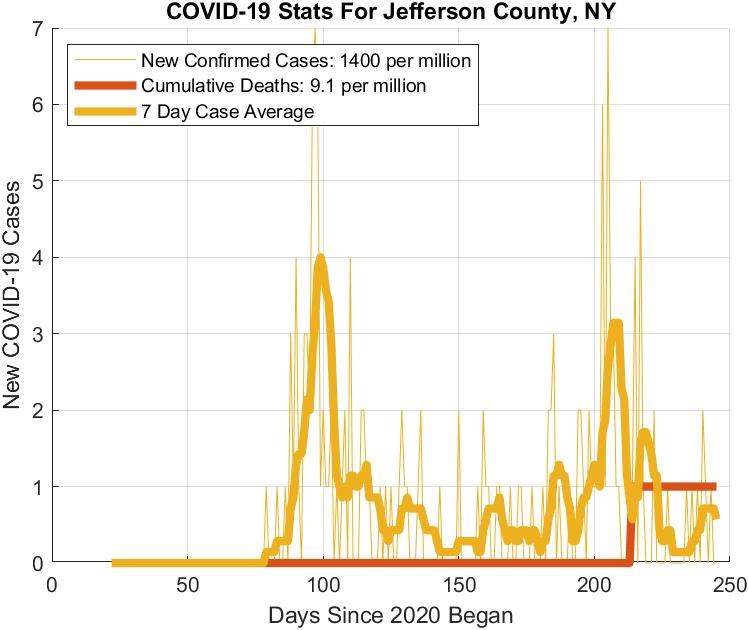 COVID-19 Stats For Jefferson County, NY
New Confirmed Cases: 1400 per million
Cumulative Deaths: 9.1 per million
7 Day Case Average
New COVID-19 Cases
7
6
5
4
3
2
1
0
0 50 100 150 200 250
Days Since 2020 Began